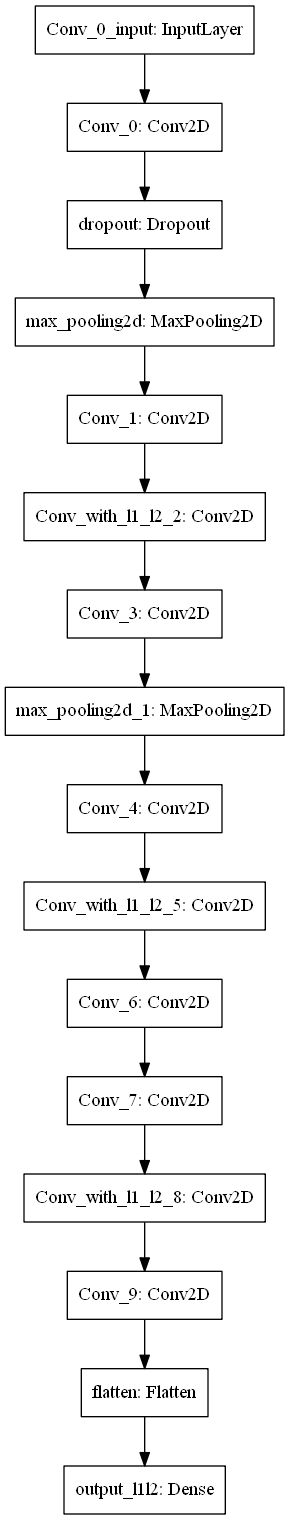 Conv_0_input: InputLayer
Conv_0: Conv2D
dropout: Dropout
max_pooling2d: MaxPooling2D
Conv_1: Conv2D
Conv_with_l1_l2_2: Conv2D
Conv_3: Conv2D
max_pooling2d_1: MaxPooling2D
Conv_4: Conv2D
Conv_with_l1_l2_5: Conv2D
Conv_6: Conv2D
Conv_7: Conv2D
Conv_with_l1_l2_8: Conv2D
Conv_9: Conv2D
flatten: Flatten
output_l1l2: Dense